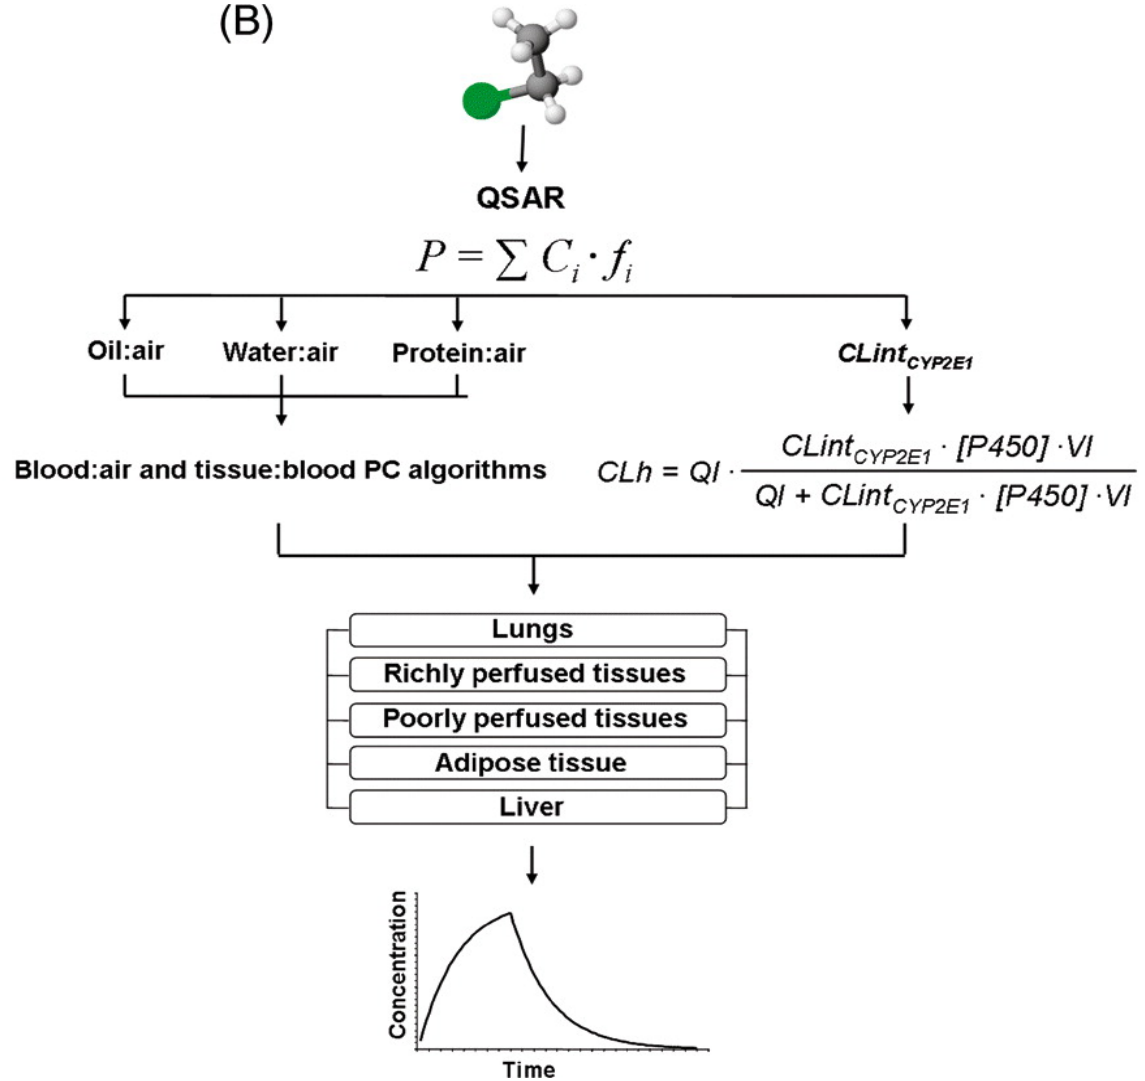 (B)
QSAR
P = ∑ C_i · f_i
Oil:air Water:air Protein:air CLint_CYP2E1
Blood:air and tissue:blood PC algorithms
CLh = Ql · CLint_CYP2E1 · [P450] · Vl / Ql + CLint_CYP2E1 · [P450] · Vl
Lungs
Richly perfused tissues
Poorly perfused tissues
Adipose tissue
Liver
Concentration
Time